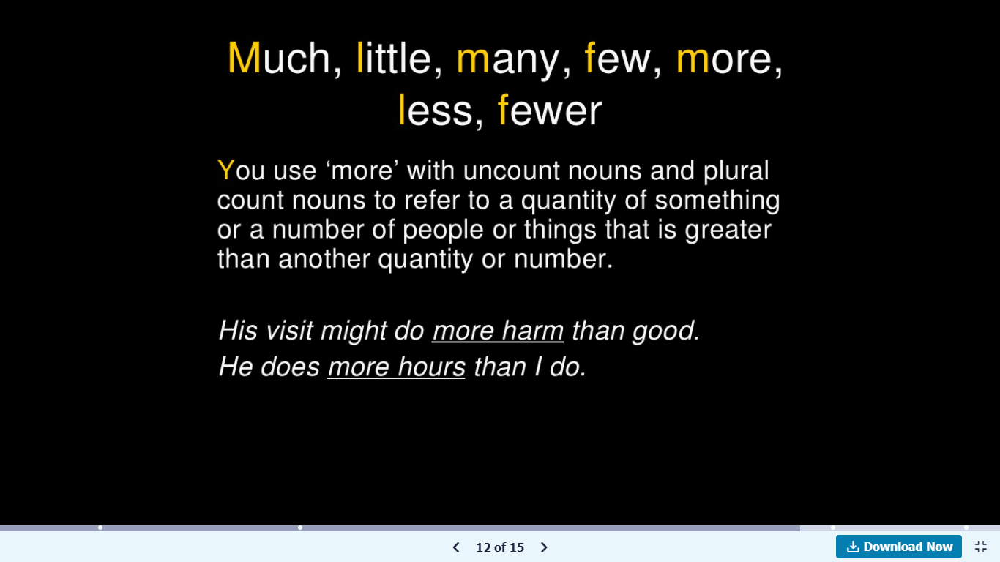 Much, little, many, few, more,
less, fewer
You use ‘more’ with uncount nouns and plural
count nouns to refer to a quantity of something
or a number of people or things that is greater
than another quantity or number.
His visit might do more harm than good.
He does more hours than I do.
12 of 15
Download Now